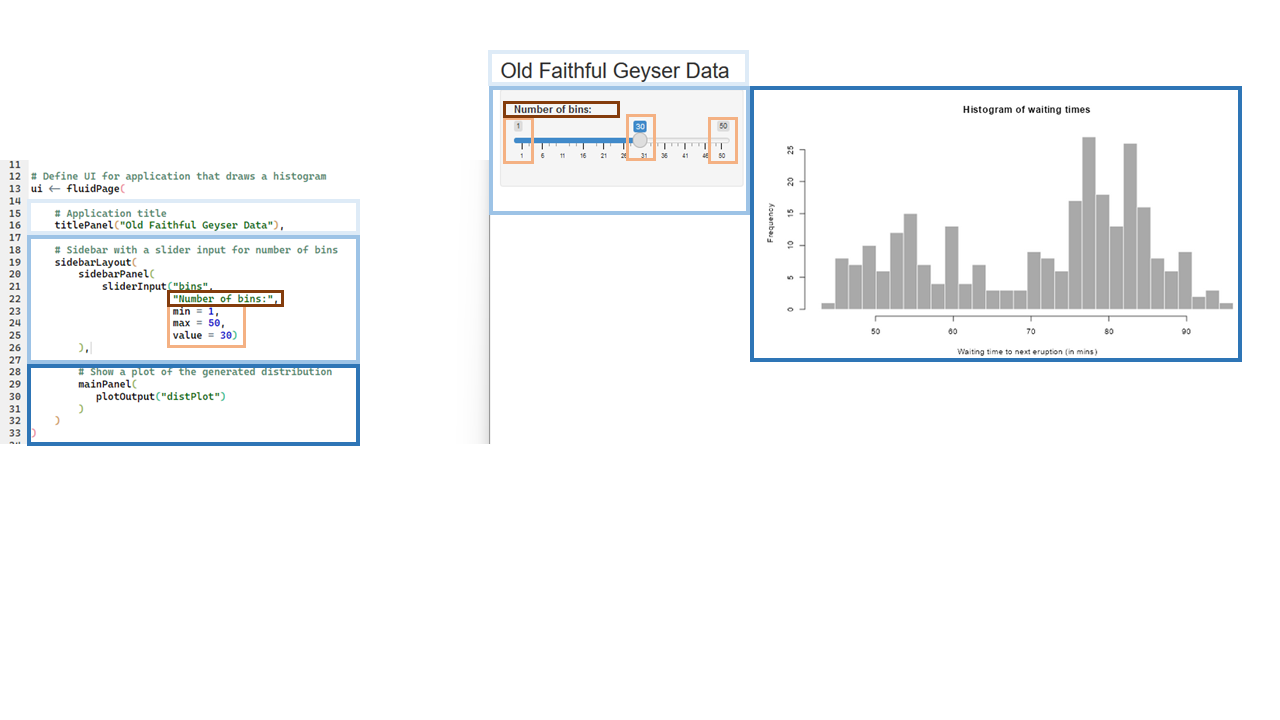 Old Faithful Geyser Data
Number of bins:
1 30 50
1 6 11 16 21 26 31 36 41 46 50
Histogram of waiting times
Frequency
0 5 10 15 20 25
50 60 70 80 90
Waiting time to next eruption (in mins)
11
12 # Define UI for application that draws a histogram
13 ui <- fluidPage(
14
15 # Application title
16 titlePanel("Old Faithful Geyser Data"),
17
18 # Sidebar with a slider input for number of bins
19 sidebarLayout(
20 sidebarPanel(
21 sliderInput("bins",
22 "Number of bins:",
23 min = 1,
24 max = 50,
25 value = 30)
26 ),
27
28 # Show a plot of the generated distribution
29 mainPanel(
30 plotOutput("distPlot")
31 )
32 )
33 )